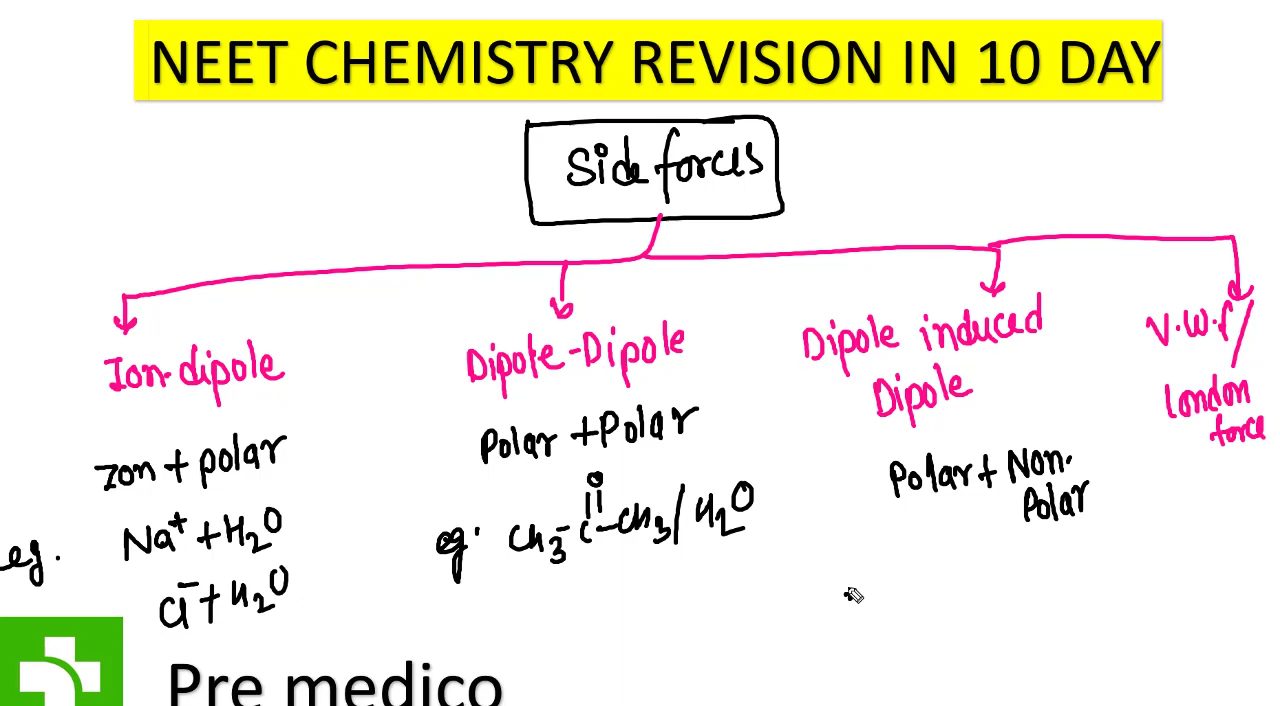 NEET CHEMISTRY REVISION IN 10 DAY
Side forces
Ion-dipole
Ion + polar
eg. Na⁺ + H₂O
Cl⁻ + H₂O
Dipole-Dipole
Polar + Polar
eg: CH₃-C-CH₃ / H₂O
O
Dipole induced
Dipole
Polar + Non-
Polar
V.W.f /
London
force
Pre medico